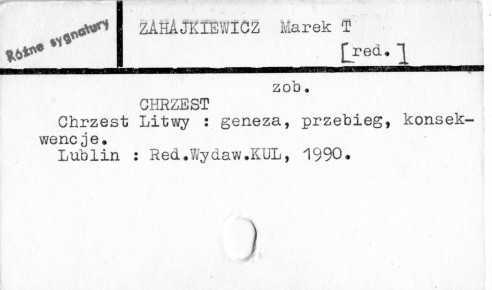 Różne sygnatury
ZAHAJKIEWICZ Marek T
[red.]
zob.
CHRZEST
Chrzest Litwy : geneza, przebieg, konsek-
wencje.
Lublin : Red.Wydaw.KUL, 1990.